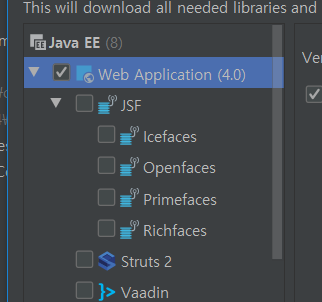 This will download all needed libraries and
Java EE (8)
Web Application (4.0)
Ver
JSF
Icefaces
Openfaces
Primefaces
Richfaces
Struts 2
Vaadin